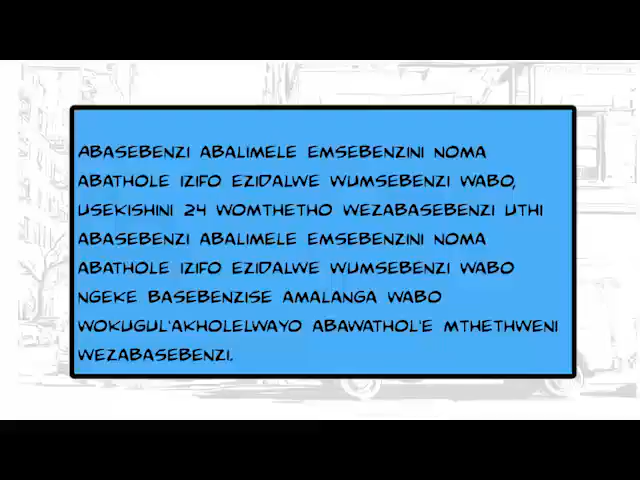 ABASEBENZI ABALIMELE EMSEBENZINI NOMA
ABATHOLE IZIFO EZIDALWE WUMSEBENZI WABO,
USEKISHINI 24 WOMTHETHO WEZABASEBENZI UTHI
ABASEBENZI ABALIMELE EMSEBENZINI NOMA
ABATHOLE IZIFO EZIDALWE WUMSEBENZI WABO
NGEKE BASEBENZISE AMALANGA WABO
WOKUGUL'AKHOLELWAYO ABAWATHOL'E MTHETHWENI
WEZABASEBENZI.